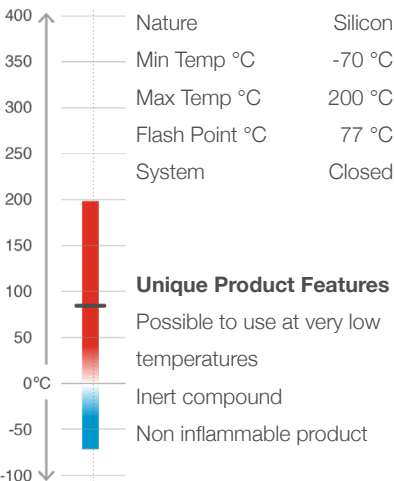 400
350
300
250
200
150
100
50
0°C
-50
-100
Nature Silicon
Min Temp °C -70 °C
Max Temp °C 200 °C
Flash Point °C 77 °C
System Closed
Unique Product Features
Possible to use at very low
temperatures
Inert compound
Non inflammable product